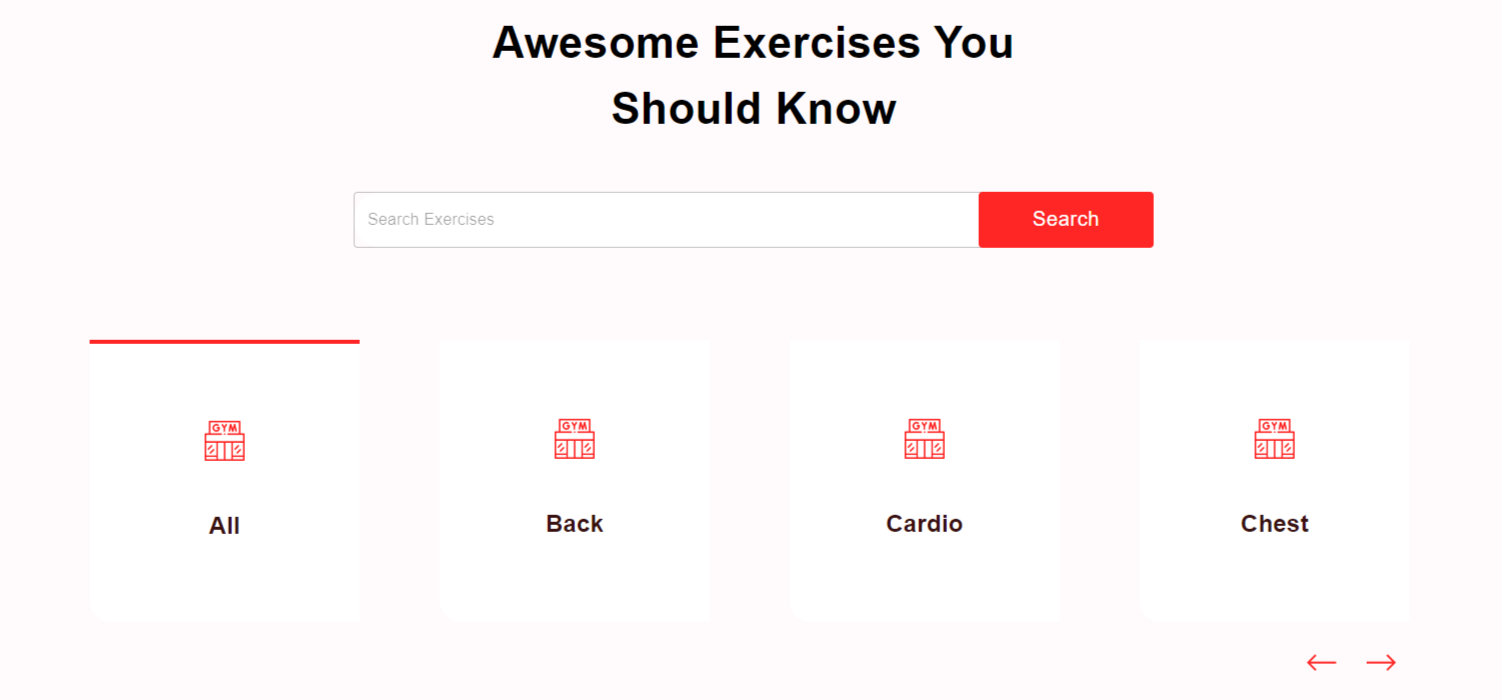 Awesome Exercises You
Should Know
Search Exercises
Search
GYM
GYM
GYM
GYM
All
Back
Cardio
Chest